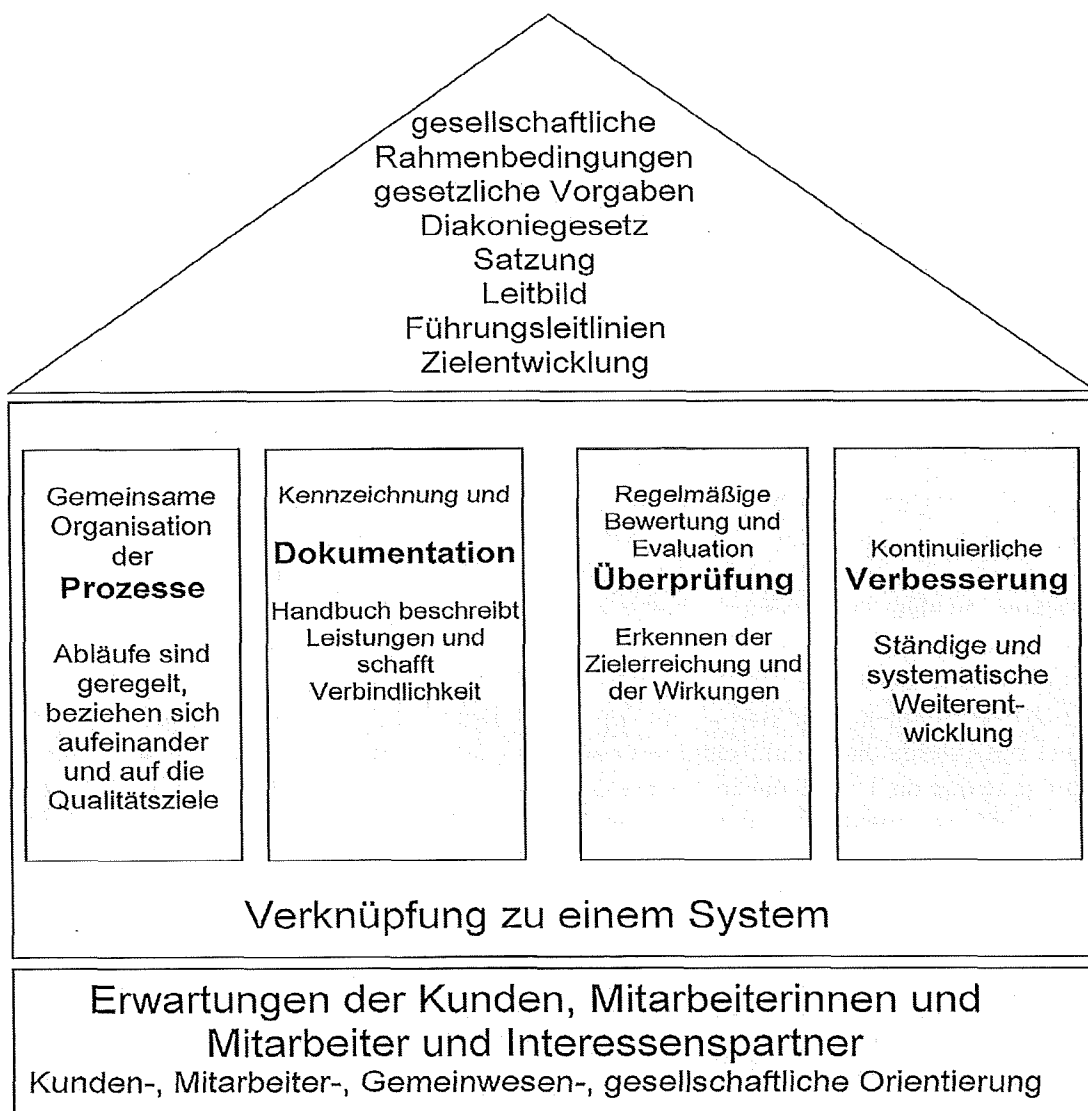 gesellschaftliche
Rahmenbedingungen
gesetzliche Vorgaben
Diakoniegesetz
Satzung
Leitbild
Führungsleitlinien
Zielentwicklung
Gemeinsame
Organisation
der
Prozesse
Abläufe sind
geregelt,
beziehen sich
aufeinander
und auf die
Qualitätsziele
Kennzeichnung und
Dokumentation
Handbuch beschreibt
Leistungen und
schafft
Verbindlichkeit
Regelmäßige
Bewertung und
Evaluation
Überprüfung
Erkennen der
Zielerreichung und
der Wirkungen
Kontinuierliche
Verbesserung
Ständige und
systematische
Weiterent-
wicklung
Verknüpfung zu einem System
Erwartungen der Kunden, Mitarbeiterinnen und
Mitarbeiter und Interessenspartner
Kunden-, Mitarbeiter-, Gemeinwesen-, gesellschaftliche Orientierung